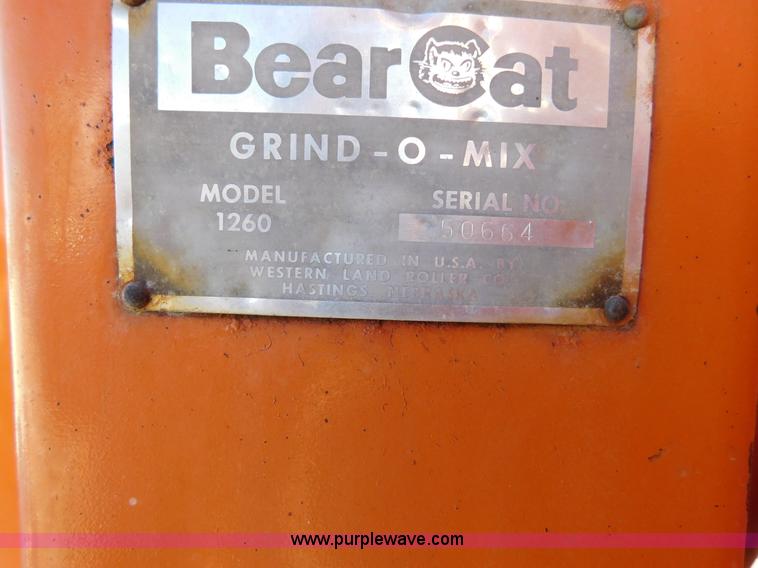 BearCat
GRIND-O-MIX
MODEL SERIAL NO.
1260 50664
MANUFACTURED IN U.S.A. BY
WESTERN LAND ROLLER CO.
HASTINGS, NEBRASKA
www.purplewave.com